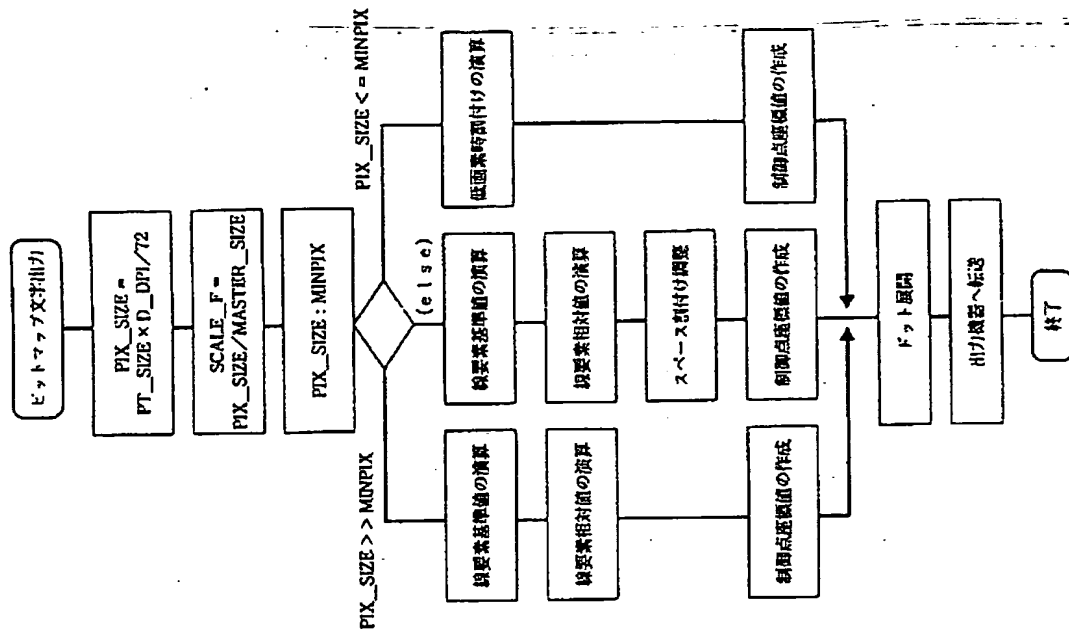 ビットマップ文字出力
PIX_SIZE=
PT_SIZE×D_DPI/72
SCALE_F=
PIX_SIZE/MASTER_SIZE
PIX_SIZE:MINPIX
PIX_SIZE>>MINPIX
(else)
PIX_SIZE<=MINPIX
線要素基準値の演算
線要素相対値の演算
制御点座標値の作成
線要素基準値の演算
線要素相対値の演算
スペース割付け調整
制御点座標値の作成
低画素時割付けの演算
制御点座標値の作成
ドット展開
出力機器へ転送
終了